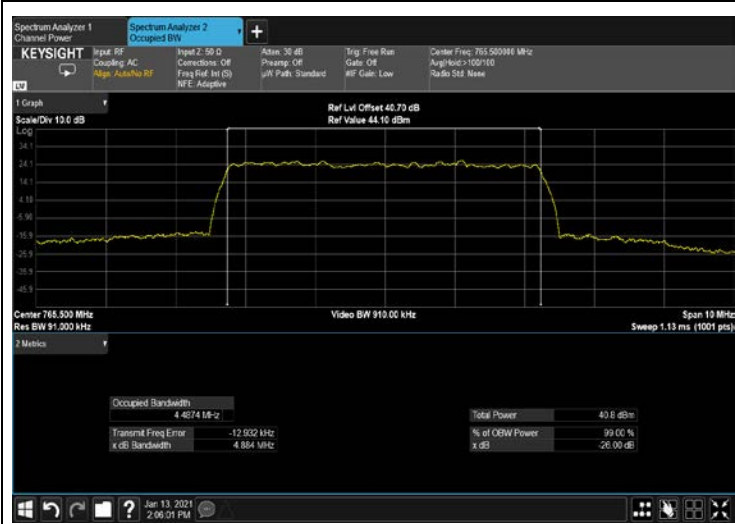 Spectrum Analyzer 1
Channel Power
Spectrum Analyzer 2
Occupied BW
+
KEYSIGHT
LXI
Input: RF
Coupling: AC
Align: Auto/No RF
Input Z: 50 Ω
Corrections: Off
Freq Ref: Int (S)
NFE: Adaptive
Atten: 30 dB
Preamp: Off
µW Path: Standard
Trig: Free Run
Gate: Off
#IF Gain: Low
Center Freq: 765.500000 MHz
Avg|Hold:>100/100
Radio Std: None
1 Graph
Scale/Div 10.0 dB
Ref Lvl Offset 40.70 dB
Ref Value 44.10 dBm
Log
34.1
24.1
14.1
4.10
-5.90
-15.9
-25.9
-35.9
-45.9
Center 765.500 MHz
Res BW 91.000 kHz
Video BW 910.00 kHz
Span 10 MHz
Sweep 1.13 ms (1001 pts)
2 Metrics
Occupied Bandwidth
4.4874 MHz
Transmit Freq Error -12.932 kHz
x dB Bandwidth 4.884 MHz
Total Power 40.8 dBm
% of OBW Power 99.00 %
x dB -26.00 dB
?
Jan 13, 2021
2:06:01 PM